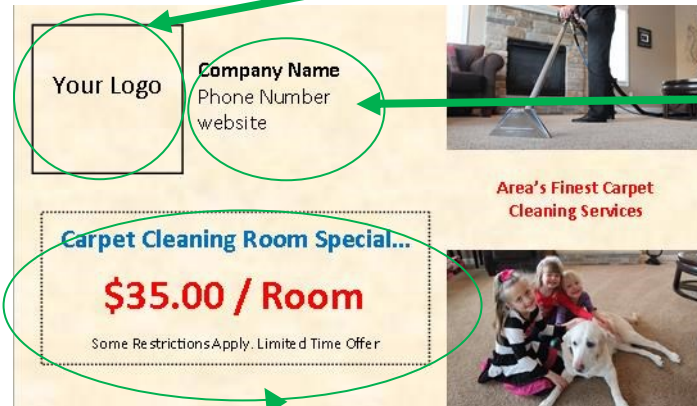 Your Logo
Company Name
Phone Number
website
Area's Finest Carpet
Cleaning Services
Carpet Cleaning Room Special...
$35.00 / Room
Some Restrictions Apply. Limited Time Offer